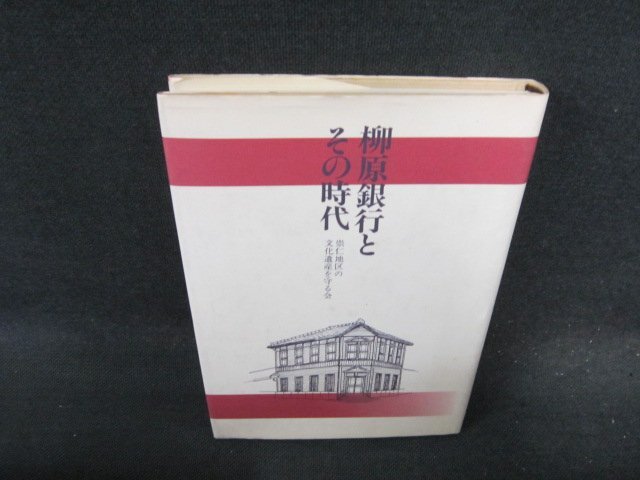 柳原銀行と
その時代
崇仁地区の
文化遺産を守る会